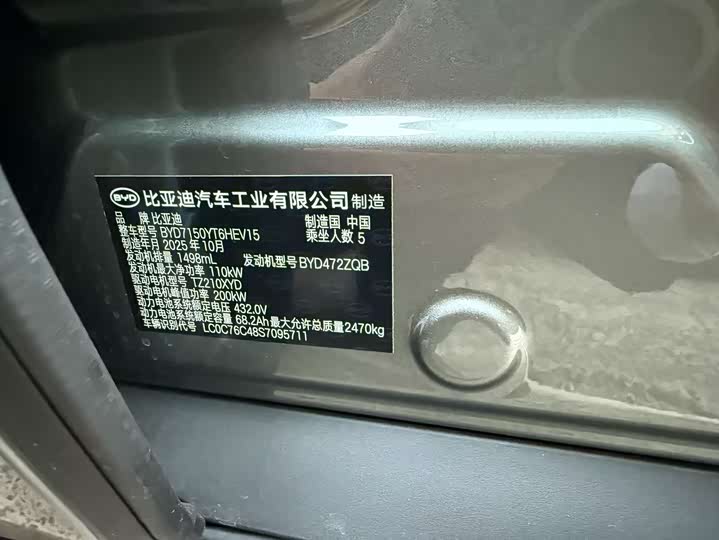 BYD 比亚迪汽车工业有限公司 制造
品 牌 比亚迪 制造国 中国
整车型号 BYD7150YT6HEV15 乘坐人数 5
制造年月 2025 年 10月
发动机排量 1498mL 发动机型号 BYD472ZQB
发动机最大净功率 110kW
驱动电机型号 TZ210XYD
驱动电机峰值功率 200kW
动力电池系统额定电压 432.0V
动力电池系统额定容量 68.2Ah 最大允许总质量2470kg
车辆识别代号 LC0C76C48S7095711